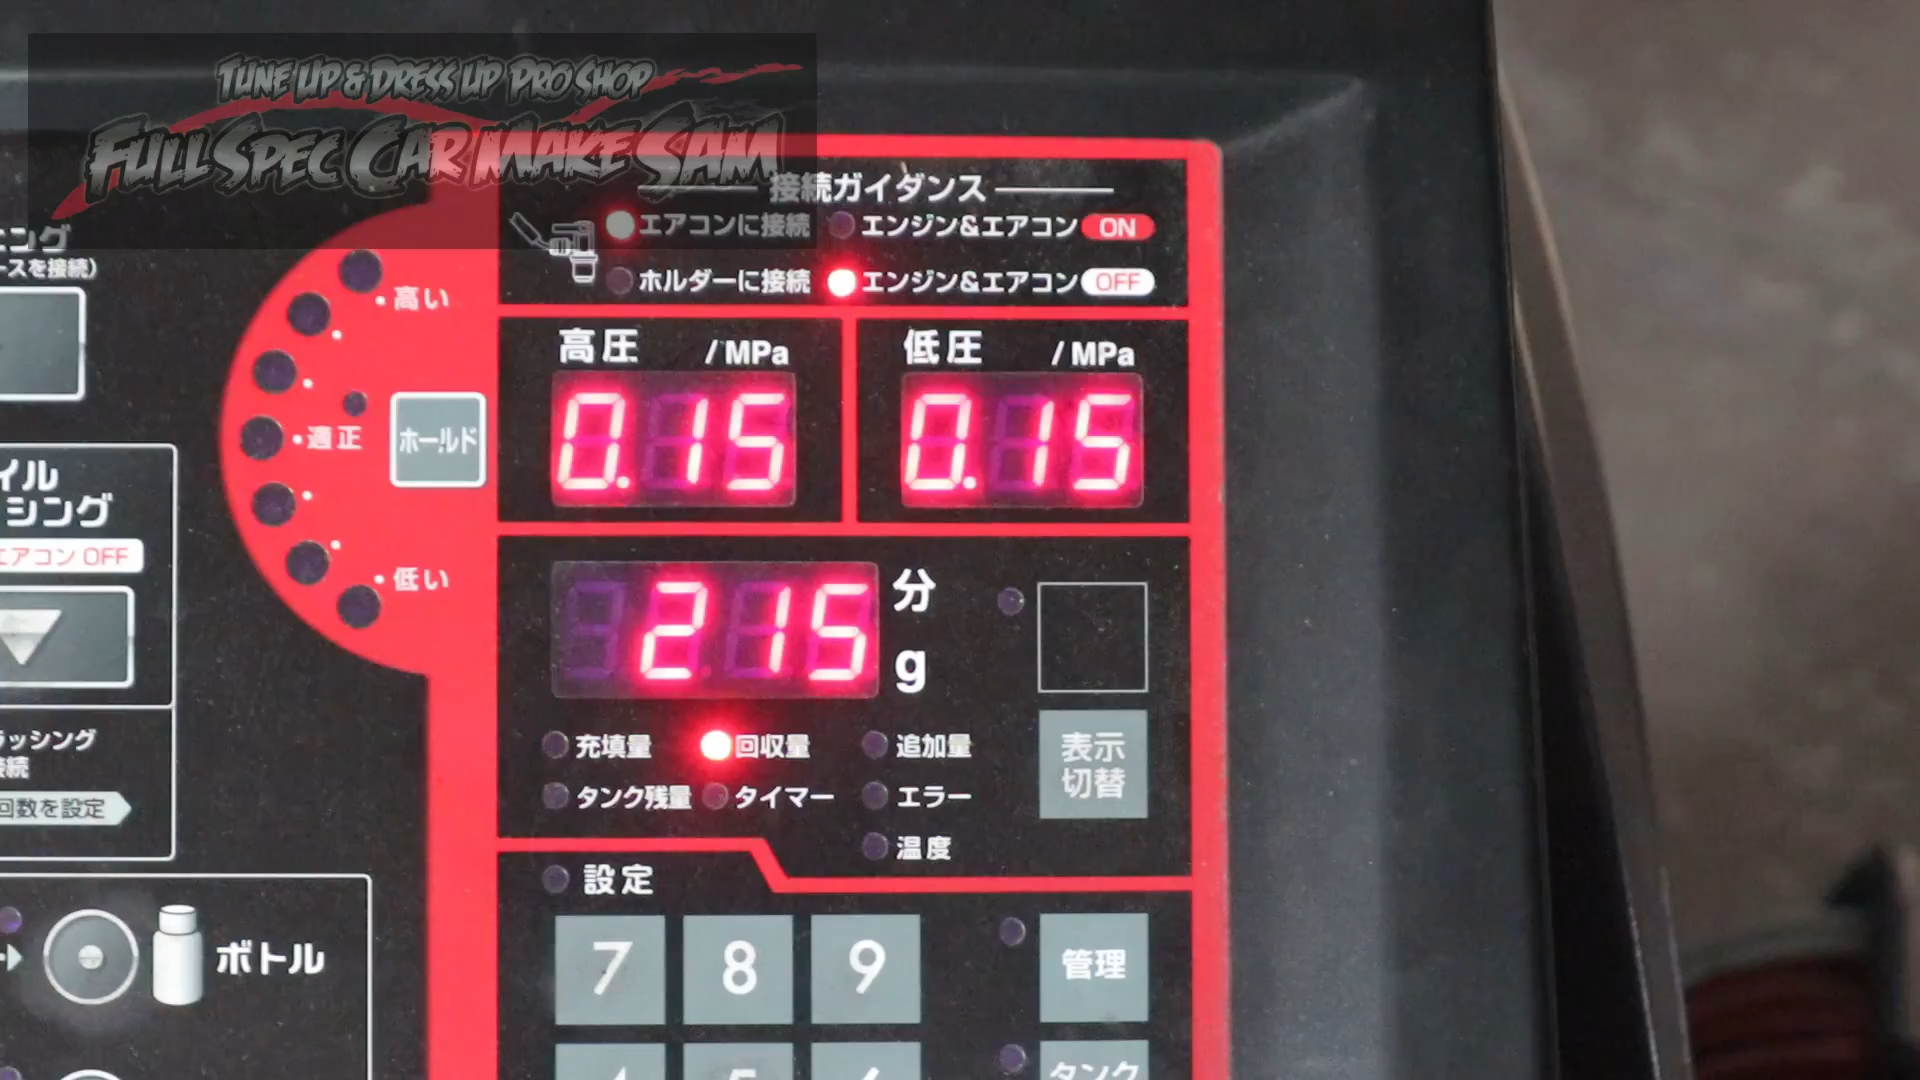 TUNE UP & DRESS UP PRO SHOP
FULL SPEC CAR MAKE SAM
接続ガイダンス
エアコンに接続 エンジン&エアコン ON
ホルダーに接続 エンジン&エアコン OFF
ニング
ースを接続)
高い
適正
低い
ホールド
高圧 /MPa 低圧 /MPa
0.15 0.15
イル
シング
エアコン OFF
215 分
g
充填量 回収量 追加量
タンク残量 タイマー エラー
温度
表示
切替
ラッシング
接続
回数を設定
設定
7 8 9 管理
ボトル
タンク